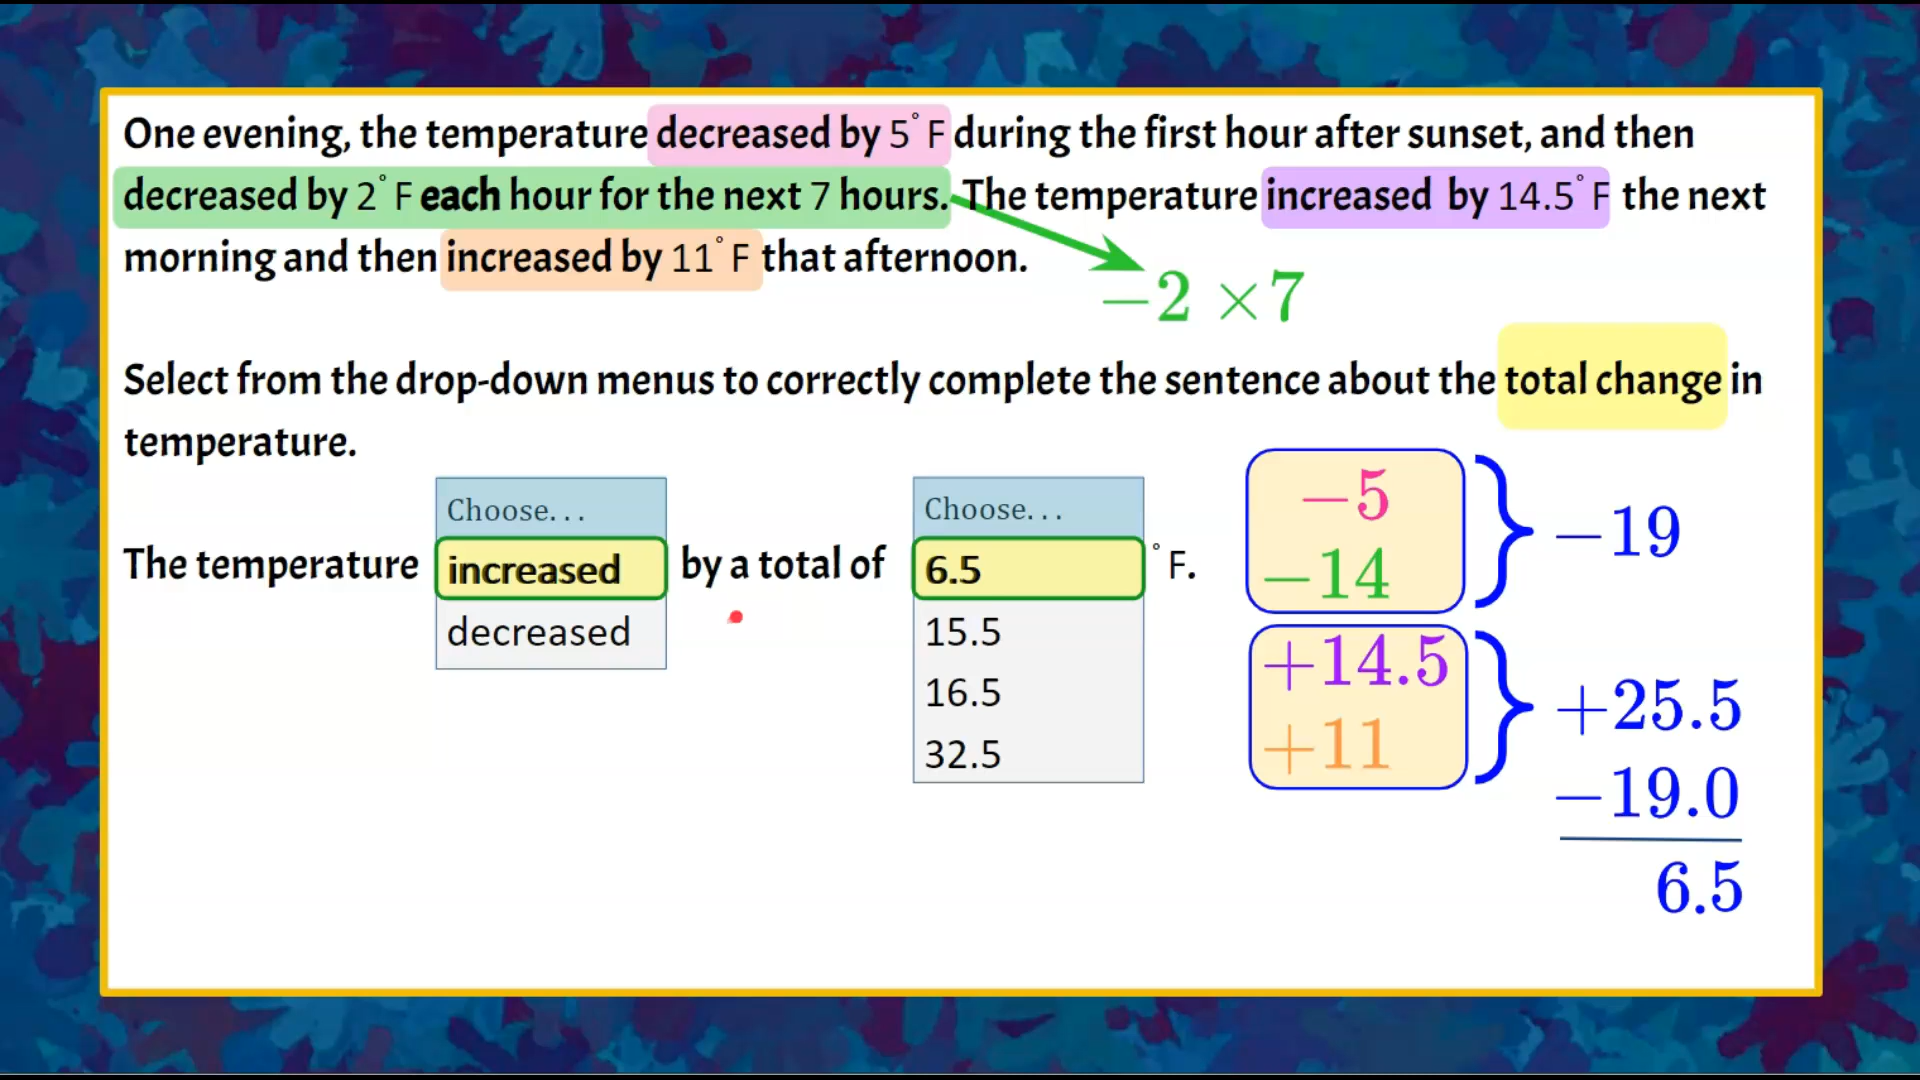 One evening, the temperature decreased by 5° F during the first hour after sunset, and then
decreased by 2° F each hour for the next 7 hours. The temperature increased by 14.5° F the next
morning and then increased by 11° F that afternoon.
−2 ×7
Select from the drop-down menus to correctly complete the sentence about the total change in
temperature.
The temperature
Choose...
increased
decreased
by a total of
Choose...
6.5
15.5
16.5
32.5
° F.
−5
−14
−19
+14.5
+11
+25.5
−19.0
6.5